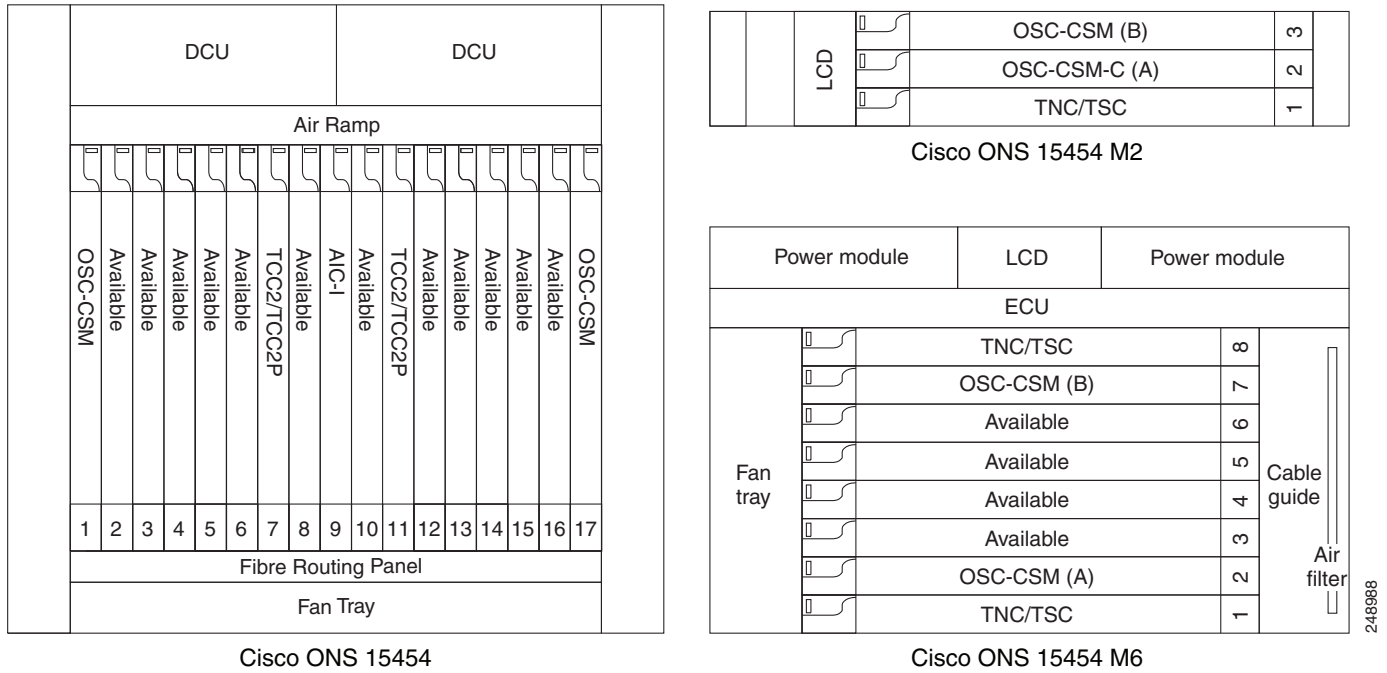 DCU DCU
Air Ramp
OSC-CSM
Available
Available
Available
Available
Available
TCC2/TCC2P
Available
AIC-I
Available
TCC2/TCC2P
Available
Available
Available
Available
Available
OSC-CSM
1 2 3 4 5 6 7 8 9 10 11 12 13 14 15 16 17
Fibre Routing Panel
Fan Tray
Cisco ONS 15454
LCD
OSC-CSM (B) 3
OSC-CSM-C (A) 2
TNC/TSC 1
Cisco ONS 15454 M2
Power module LCD Power module
ECU
Fan
tray
TNC/TSC 8
OSC-CSM (B) 7
Available 6
Available 5
Available 4
Available 3
OSC-CSM (A) 2
TNC/TSC 1
Cable
guide
Air
filter
Cisco ONS 15454 M6
248988